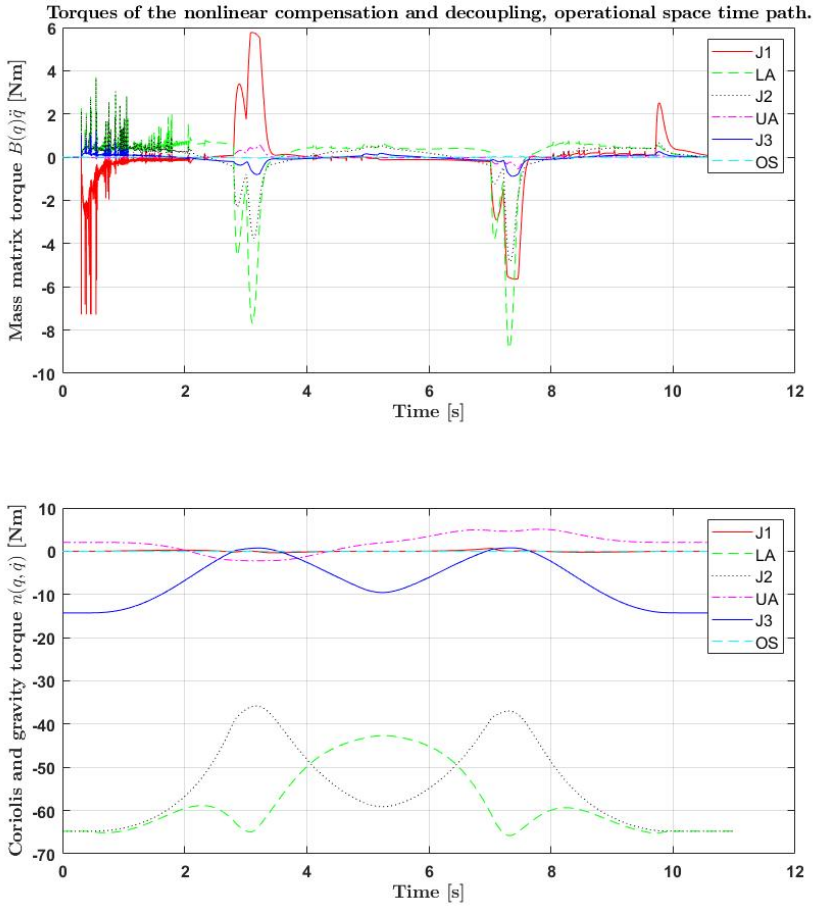 Torques of the nonlinear compensation and decoupling, operational space time path.
Mass matrix torque B(q)q̈ [Nm]
6
4
2
0
-2
-4
-6
-8
-10
J1
LA
J2
UA
J3
OS
0 2 4 6 8 10 12
Time [s]
Coriolis and gravity torque n(q, q̇) [Nm]
10
0
-10
-20
-30
-40
-50
-60
-70
J1
LA
J2
UA
J3
OS
0 2 4 6 8 10 12
Time [s]